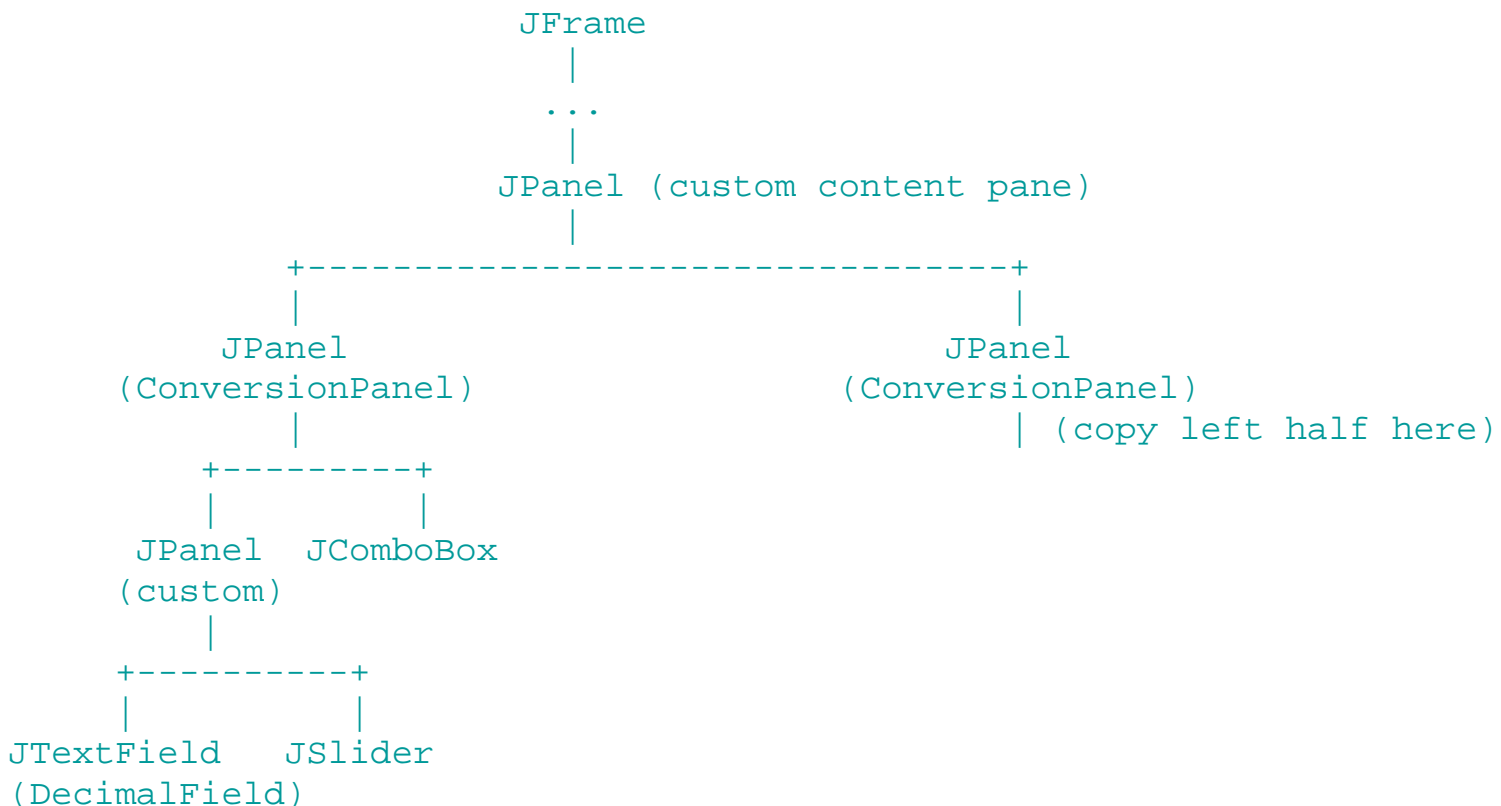 JFrame
...
JPanel (custom content pane)
JPanel JPanel
(ConversionPanel) (ConversionPanel)
(copy left half here)
JPanel JComboBox
(custom)
JTextField JSlider
(DecimalField)